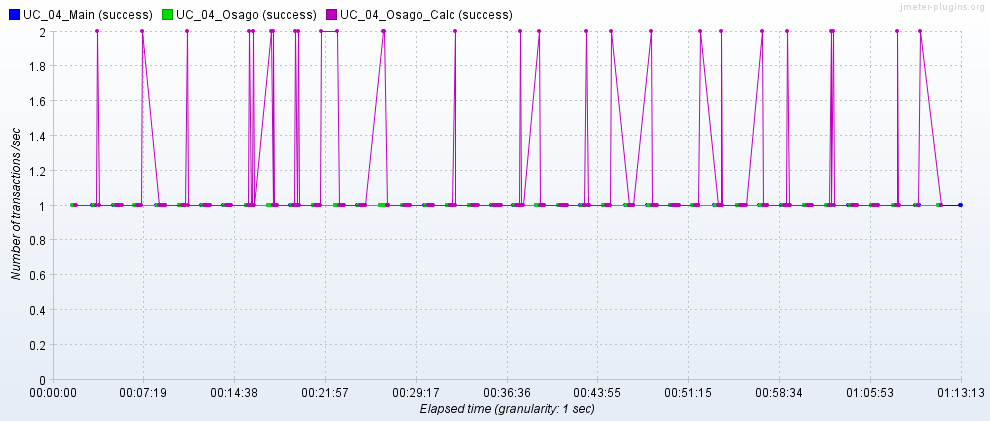 UC_04_Main (success) UC_04_Osago (success) UC_04_Osago_Calc (success)
jmeter-plugins.org
Number of transactions /sec
2
1.8
1.6
1.4
1.2
1
0.8
0.6
0.4
0.2
0
00:00:00 00:07:19 00:14:38 00:21:57 00:29:17 00:36:36 00:43:55 00:51:15 00:58:34 01:05:53 01:13:13
Elapsed time (granularity: 1 sec)